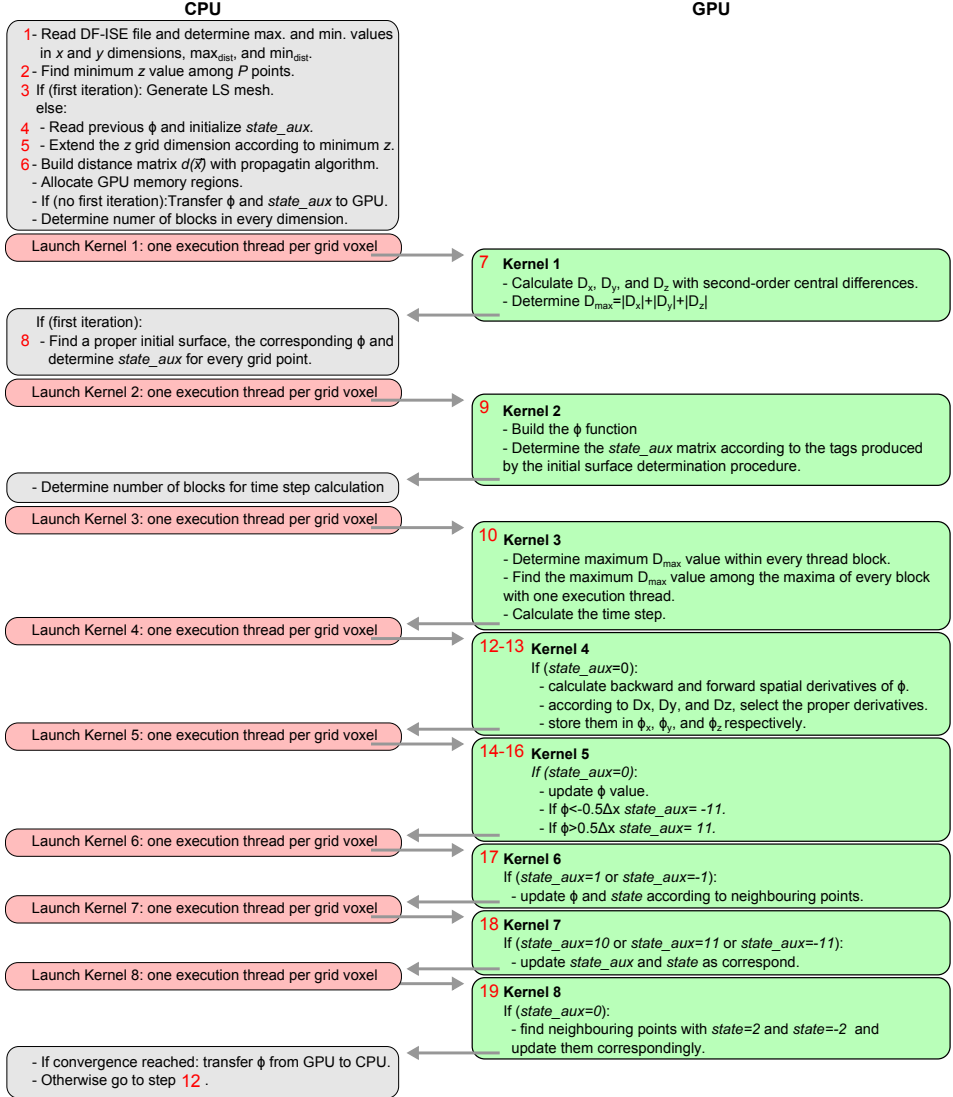 CPU
GPU
1- Read DF-ISE file and determine max. and min. values
in x and y dimensions, max_dist, and min_dist.
2- Find minimum z value among P points.
3 If (first iteration): Generate LS mesh.
else:
4 - Read previous ϕ and initialize state_aux.
5 - Extend the z grid dimension according to minimum z.
6- Build distance matrix d(x⃗) with propagatin algorithm.
- Allocate GPU memory regions.
- If (no first iteration):Transfer ϕ and state_aux to GPU.
- Determine numer of blocks in every dimension.
Launch Kernel 1: one execution thread per grid voxel
7 Kernel 1
- Calculate D_x, D_y, and D_z with second-order central differences.
- Determine D_max=|D_x|+|D_y|+|D_z|
If (first iteration):
8 - Find a proper initial surface, the corresponding ϕ and
determine state_aux for every grid point.
Launch Kernel 2: one execution thread per grid voxel
9 Kernel 2
- Build the ϕ function
- Determine the state_aux matrix according to the tags produced
by the initial surface determination procedure.
- Determine number of blocks for time step calculation
Launch Kernel 3: one execution thread per grid voxel
10 Kernel 3
- Determine maximum D_max value within every thread block.
- Find the maximum D_max value among the maxima of every block
with one execution thread.
- Calculate the time step.
Launch Kernel 4: one execution thread per grid voxel
12-13 Kernel 4
If (state_aux=0):
- calculate backward and forward spatial derivatives of ϕ.
- according to Dx, Dy, and Dz, select the proper derivatives.
- store them in ϕ_x, ϕ_y, and ϕ_z respectively.
Launch Kernel 5: one execution thread per grid voxel
14-16 Kernel 5
If (state_aux=0):
- update ϕ value.
- If ϕ<-0.5Δx state_aux= -11.
- If ϕ>0.5Δx state_aux= 11.
Launch Kernel 6: one execution thread per grid voxel
17 Kernel 6
If (state_aux=1 or state_aux=-1):
- update ϕ and state according to neighbouring points.
Launch Kernel 7: one execution thread per grid voxel
18 Kernel 7
If (state_aux=10 or state_aux=11 or state_aux=-11):
- update state_aux and state as correspond.
Launch Kernel 8: one execution thread per grid voxel
19 Kernel 8
If (state_aux=0):
- find neighbouring points with state=2 and state=-2 and
update them correspondingly.
- If convergence reached: transfer ϕ from GPU to CPU.
- Otherwise go to step 12 .